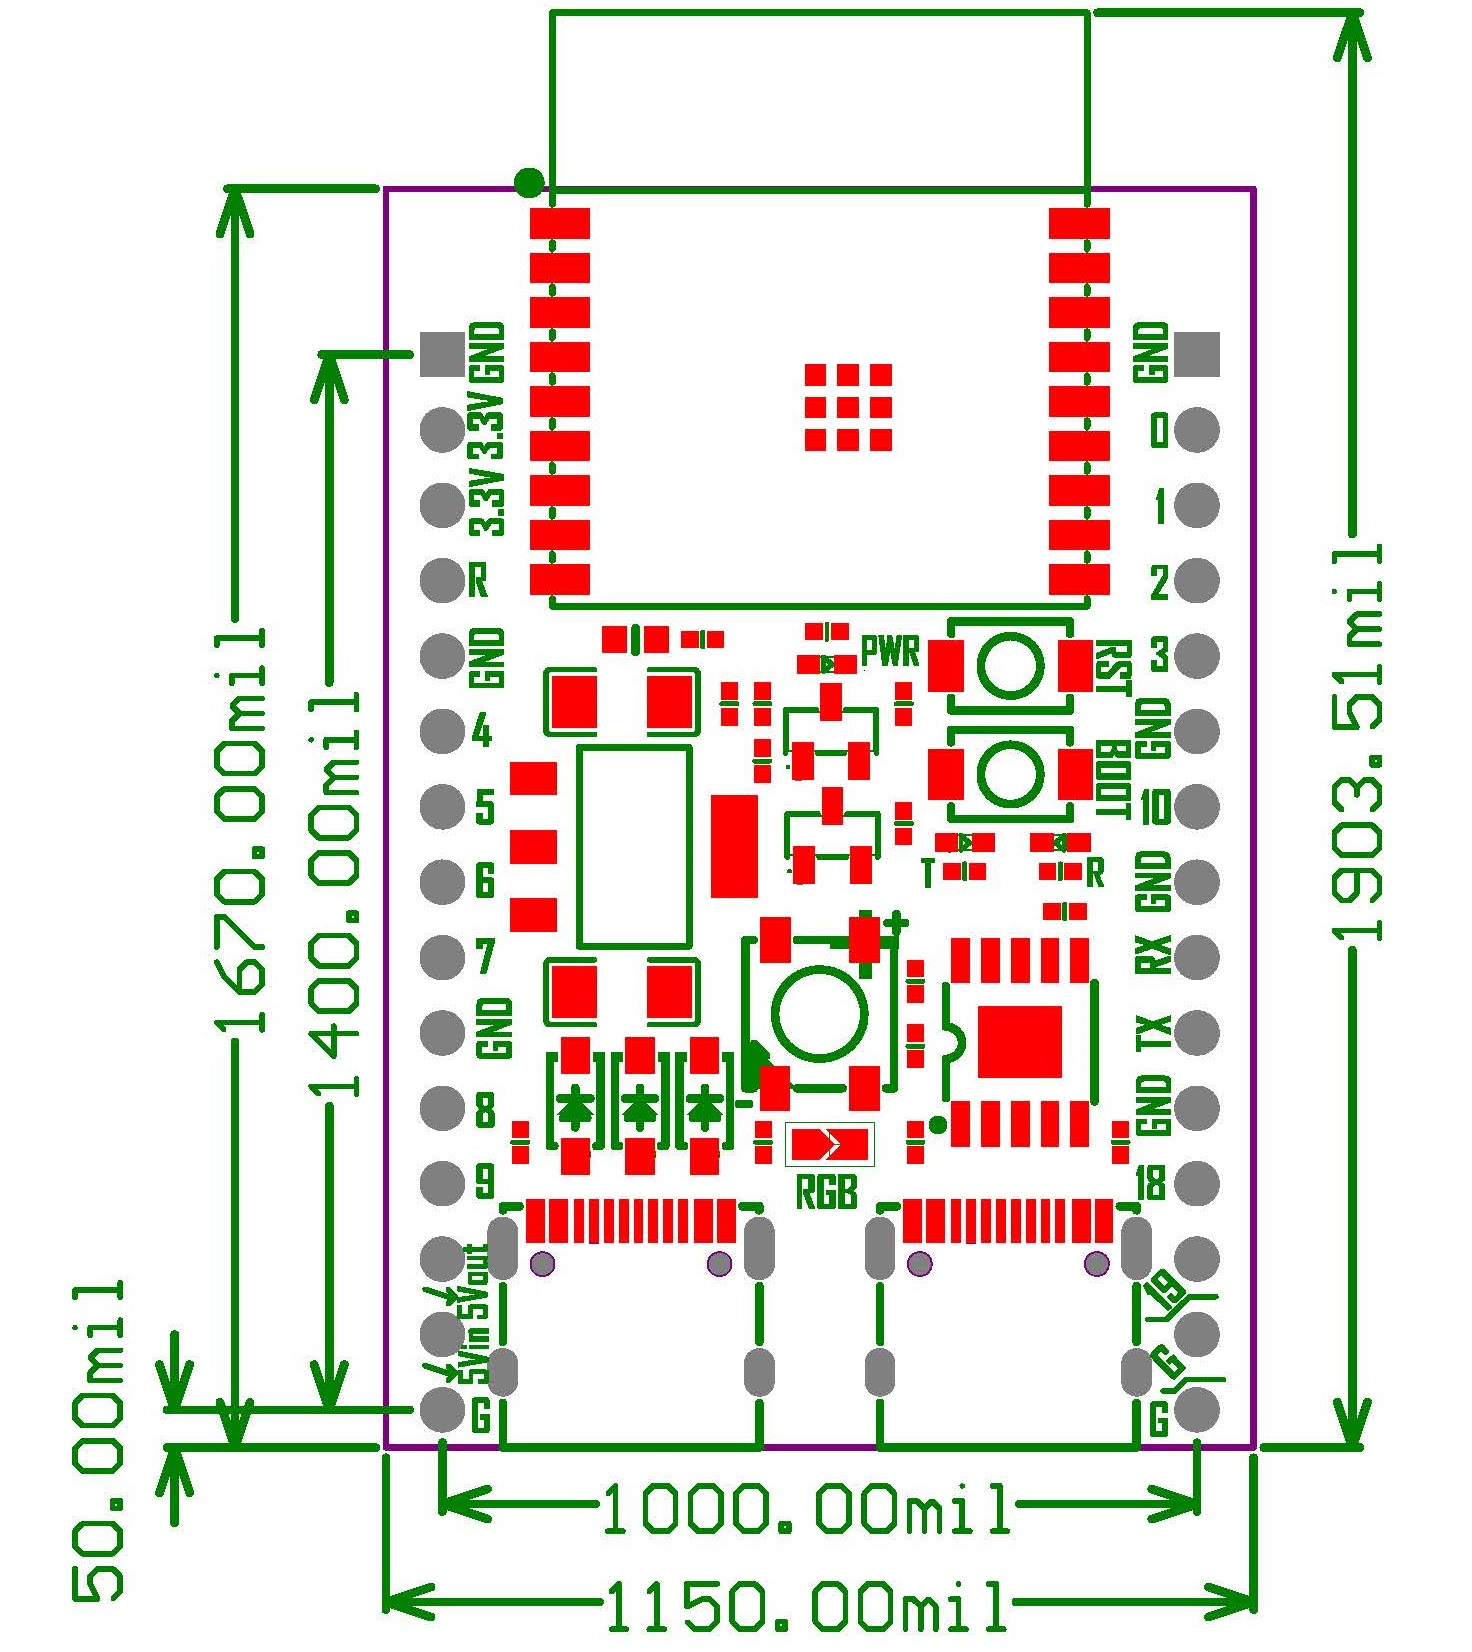 1670.00mil
1400.00mil
50.00mil
1903.51mil
1000.00mil
1150.00mil
GND
3.3V
3.3V
R
GND
4
5
6
7
GND
8
9
5Vout
5Vin
G
GND
0
1
2
3
GND
10
GND
RX
TX
GND
18
19
G
G
PWR
RST
BOOT
T
R
+
-
RGB